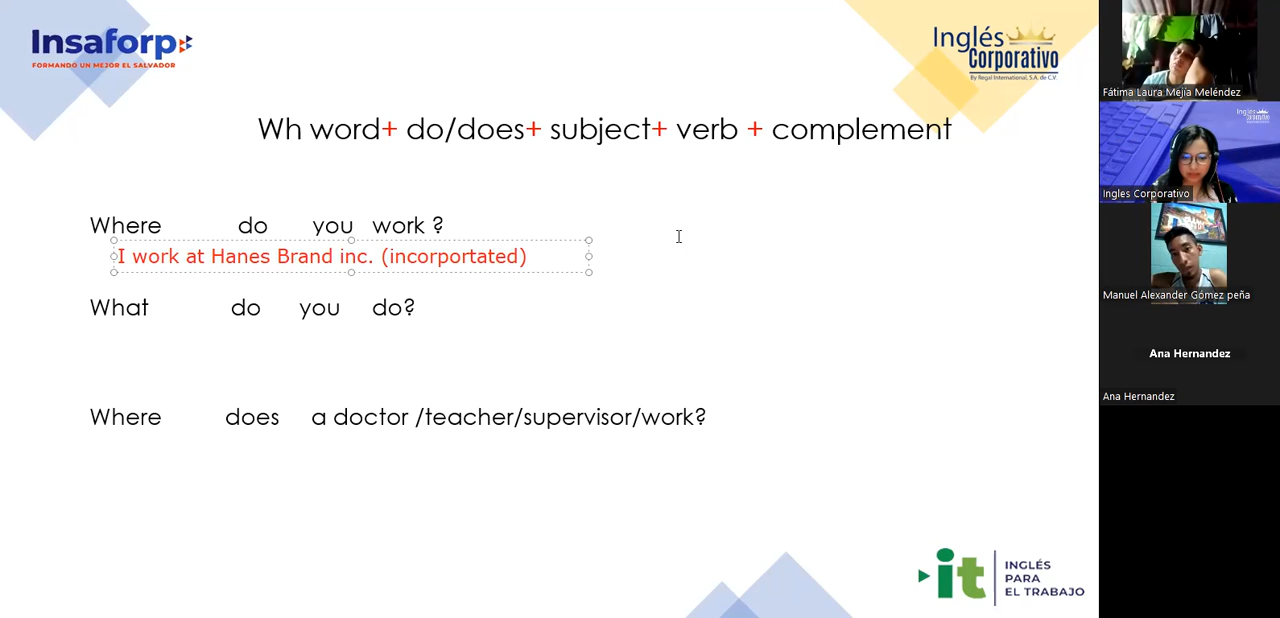 Insaforp
FORMANDO UN MEJOR EL SALVADOR
Inglés
Corporativo
By Regal International, S.A. de C.V.
Wh word+ do/does+ subject+ verb + complement
Where do you work ?
I work at Hanes Brand inc. (incorportated)
What do you do?
Where does a doctor /teacher/supervisor/work?
it
INGLÉS
PARA
EL TRABAJO
Fátima Laura Mejía Meléndez
Ingles Corporativo
Manuel Alexander Gómez peña
Ana Hernandez
Ana Hernandez